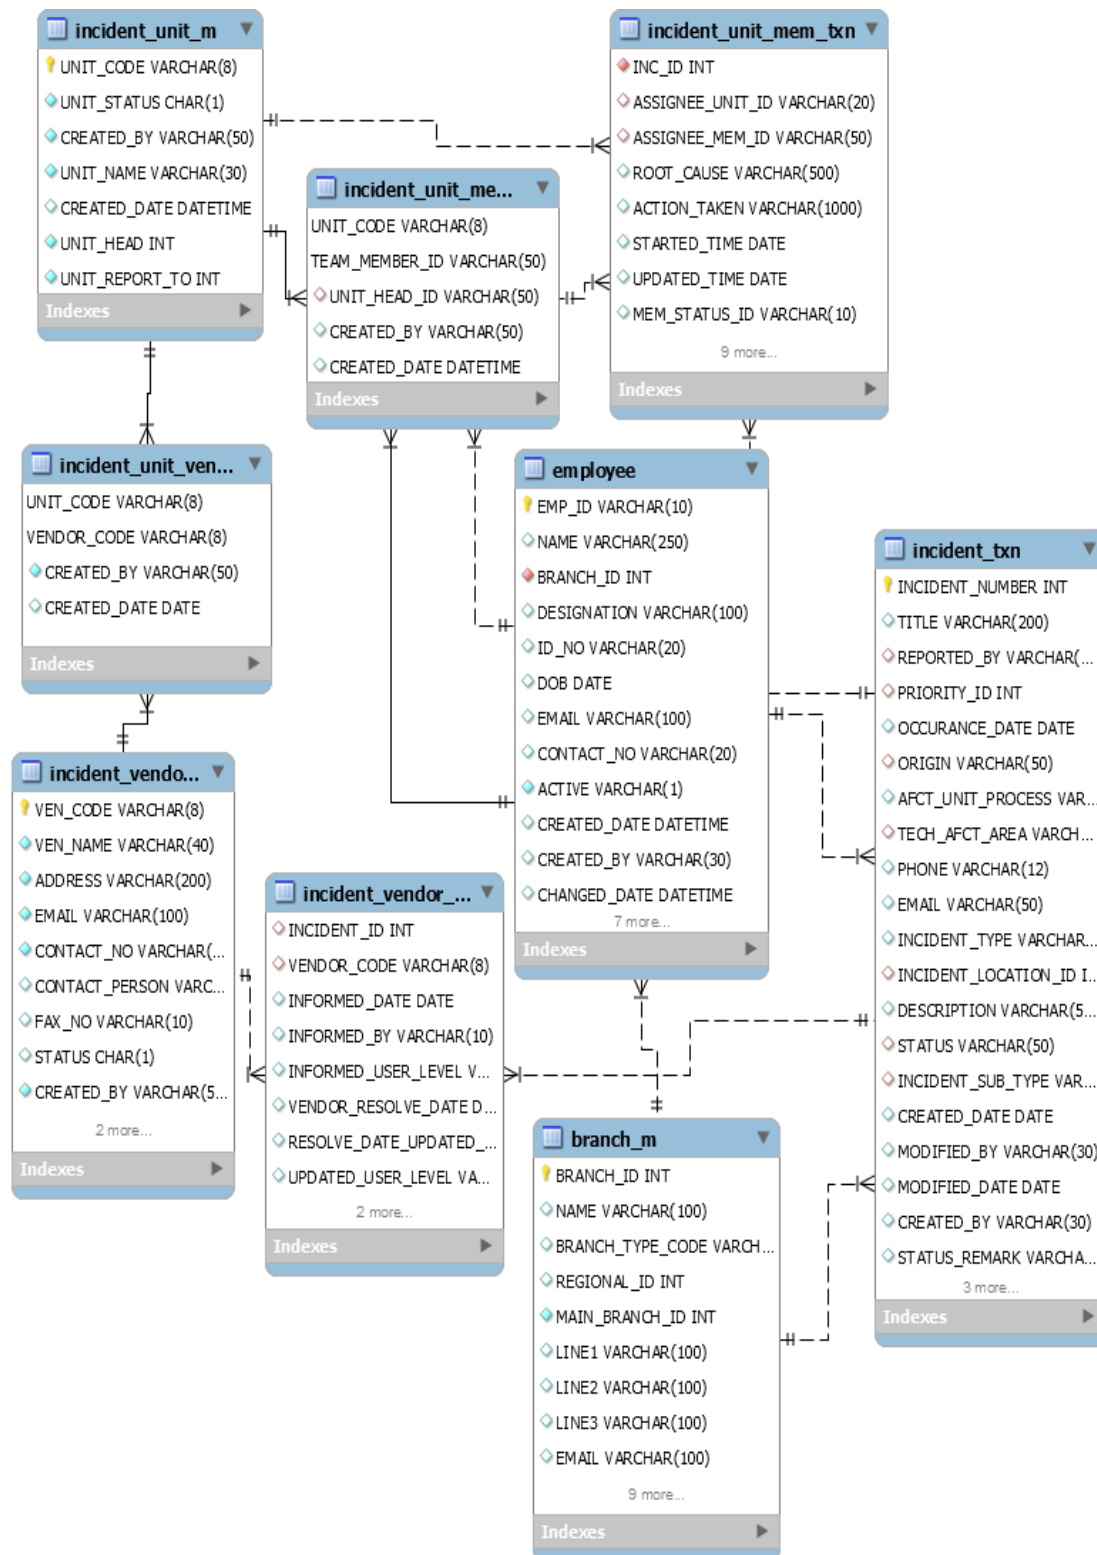 incident_unit_m
UNIT_CODE VARCHAR(8)
UNIT_STATUS CHAR(1)
CREATED_BY VARCHAR(50)
UNIT_NAME VARCHAR(30)
CREATED_DATE DATETIME
UNIT_HEAD INT
UNIT_REPORT_TO INT
Indexes
incident_unit_mem_txn
INC_ID INT
ASSIGNEE_UNIT_ID VARCHAR(20)
ASSIGNEE_MEM_ID VARCHAR(50)
ROOT_CAUSE VARCHAR(500)
ACTION_TAKEN VARCHAR(1000)
STARTED_TIME DATE
UPDATED_TIME DATE
MEM_STATUS_ID VARCHAR(10)
9 more...
Indexes
incident_unit_me...
UNIT_CODE VARCHAR(8)
TEAM_MEMBER_ID VARCHAR(50)
UNIT_HEAD_ID VARCHAR(50)
CREATED_BY VARCHAR(50)
CREATED_DATE DATETIME
Indexes
incident_unit_ven...
UNIT_CODE VARCHAR(8)
VENDOR_CODE VARCHAR(8)
CREATED_BY VARCHAR(50)
CREATED_DATE DATE
Indexes
employee
EMP_ID VARCHAR(10)
NAME VARCHAR(250)
BRANCH_ID INT
DESIGNATION VARCHAR(100)
ID_NO VARCHAR(20)
DOB DATE
EMAIL VARCHAR(100)
CONTACT_NO VARCHAR(20)
ACTIVE VARCHAR(1)
CREATED_DATE DATETIME
CREATED_BY VARCHAR(30)
CHANGED_DATE DATETIME
7 more...
Indexes
incident_txn
INCIDENT_NUMBER INT
TITLE VARCHAR(200)
REPORTED_BY VARCHAR(...
PRIORITY_ID INT
OCCURANCE_DATE DATE
ORIGIN VARCHAR(50)
AFCT_UNIT_PROCESS VAR...
TECH_AFCT_AREA VARCH...
PHONE VARCHAR(12)
EMAIL VARCHAR(50)
INCIDENT_TYPE VARCHAR...
INCIDENT_LOCATION_ID I...
DESCRIPTION VARCHAR(5...
STATUS VARCHAR(50)
INCIDENT_SUB_TYPE VAR...
CREATED_DATE DATE
MODIFIED_BY VARCHAR(30)
MODIFIED_DATE DATE
CREATED_BY VARCHAR(30)
STATUS_REMARK VARCHA...
3 more...
Indexes
incident_vendo...
VEN_CODE VARCHAR(8)
VEN_NAME VARCHAR(40)
ADDRESS VARCHAR(200)
EMAIL VARCHAR(100)
CONTACT_NO VARCHAR(...
CONTACT_PERSON VARC...
FAX_NO VARCHAR(10)
STATUS CHAR(1)
CREATED_BY VARCHAR(5...
2 more...
Indexes
incident_vendor_...
INCIDENT_ID INT
VENDOR_CODE VARCHAR(8)
INFORMED_DATE DATE
INFORMED_BY VARCHAR(10)
INFORMED_USER_LEVEL V...
VENDOR_RESOLVE_DATE D...
RESOLVE_DATE_UPDATED_...
UPDATED_USER_LEVEL VA...
2 more...
Indexes
branch_m
BRANCH_ID INT
NAME VARCHAR(100)
BRANCH_TYPE_CODE VARCH...
REGIONAL_ID INT
MAIN_BRANCH_ID INT
LINE1 VARCHAR(100)
LINE2 VARCHAR(100)
LINE3 VARCHAR(100)
EMAIL VARCHAR(100)
9 more...
Indexes